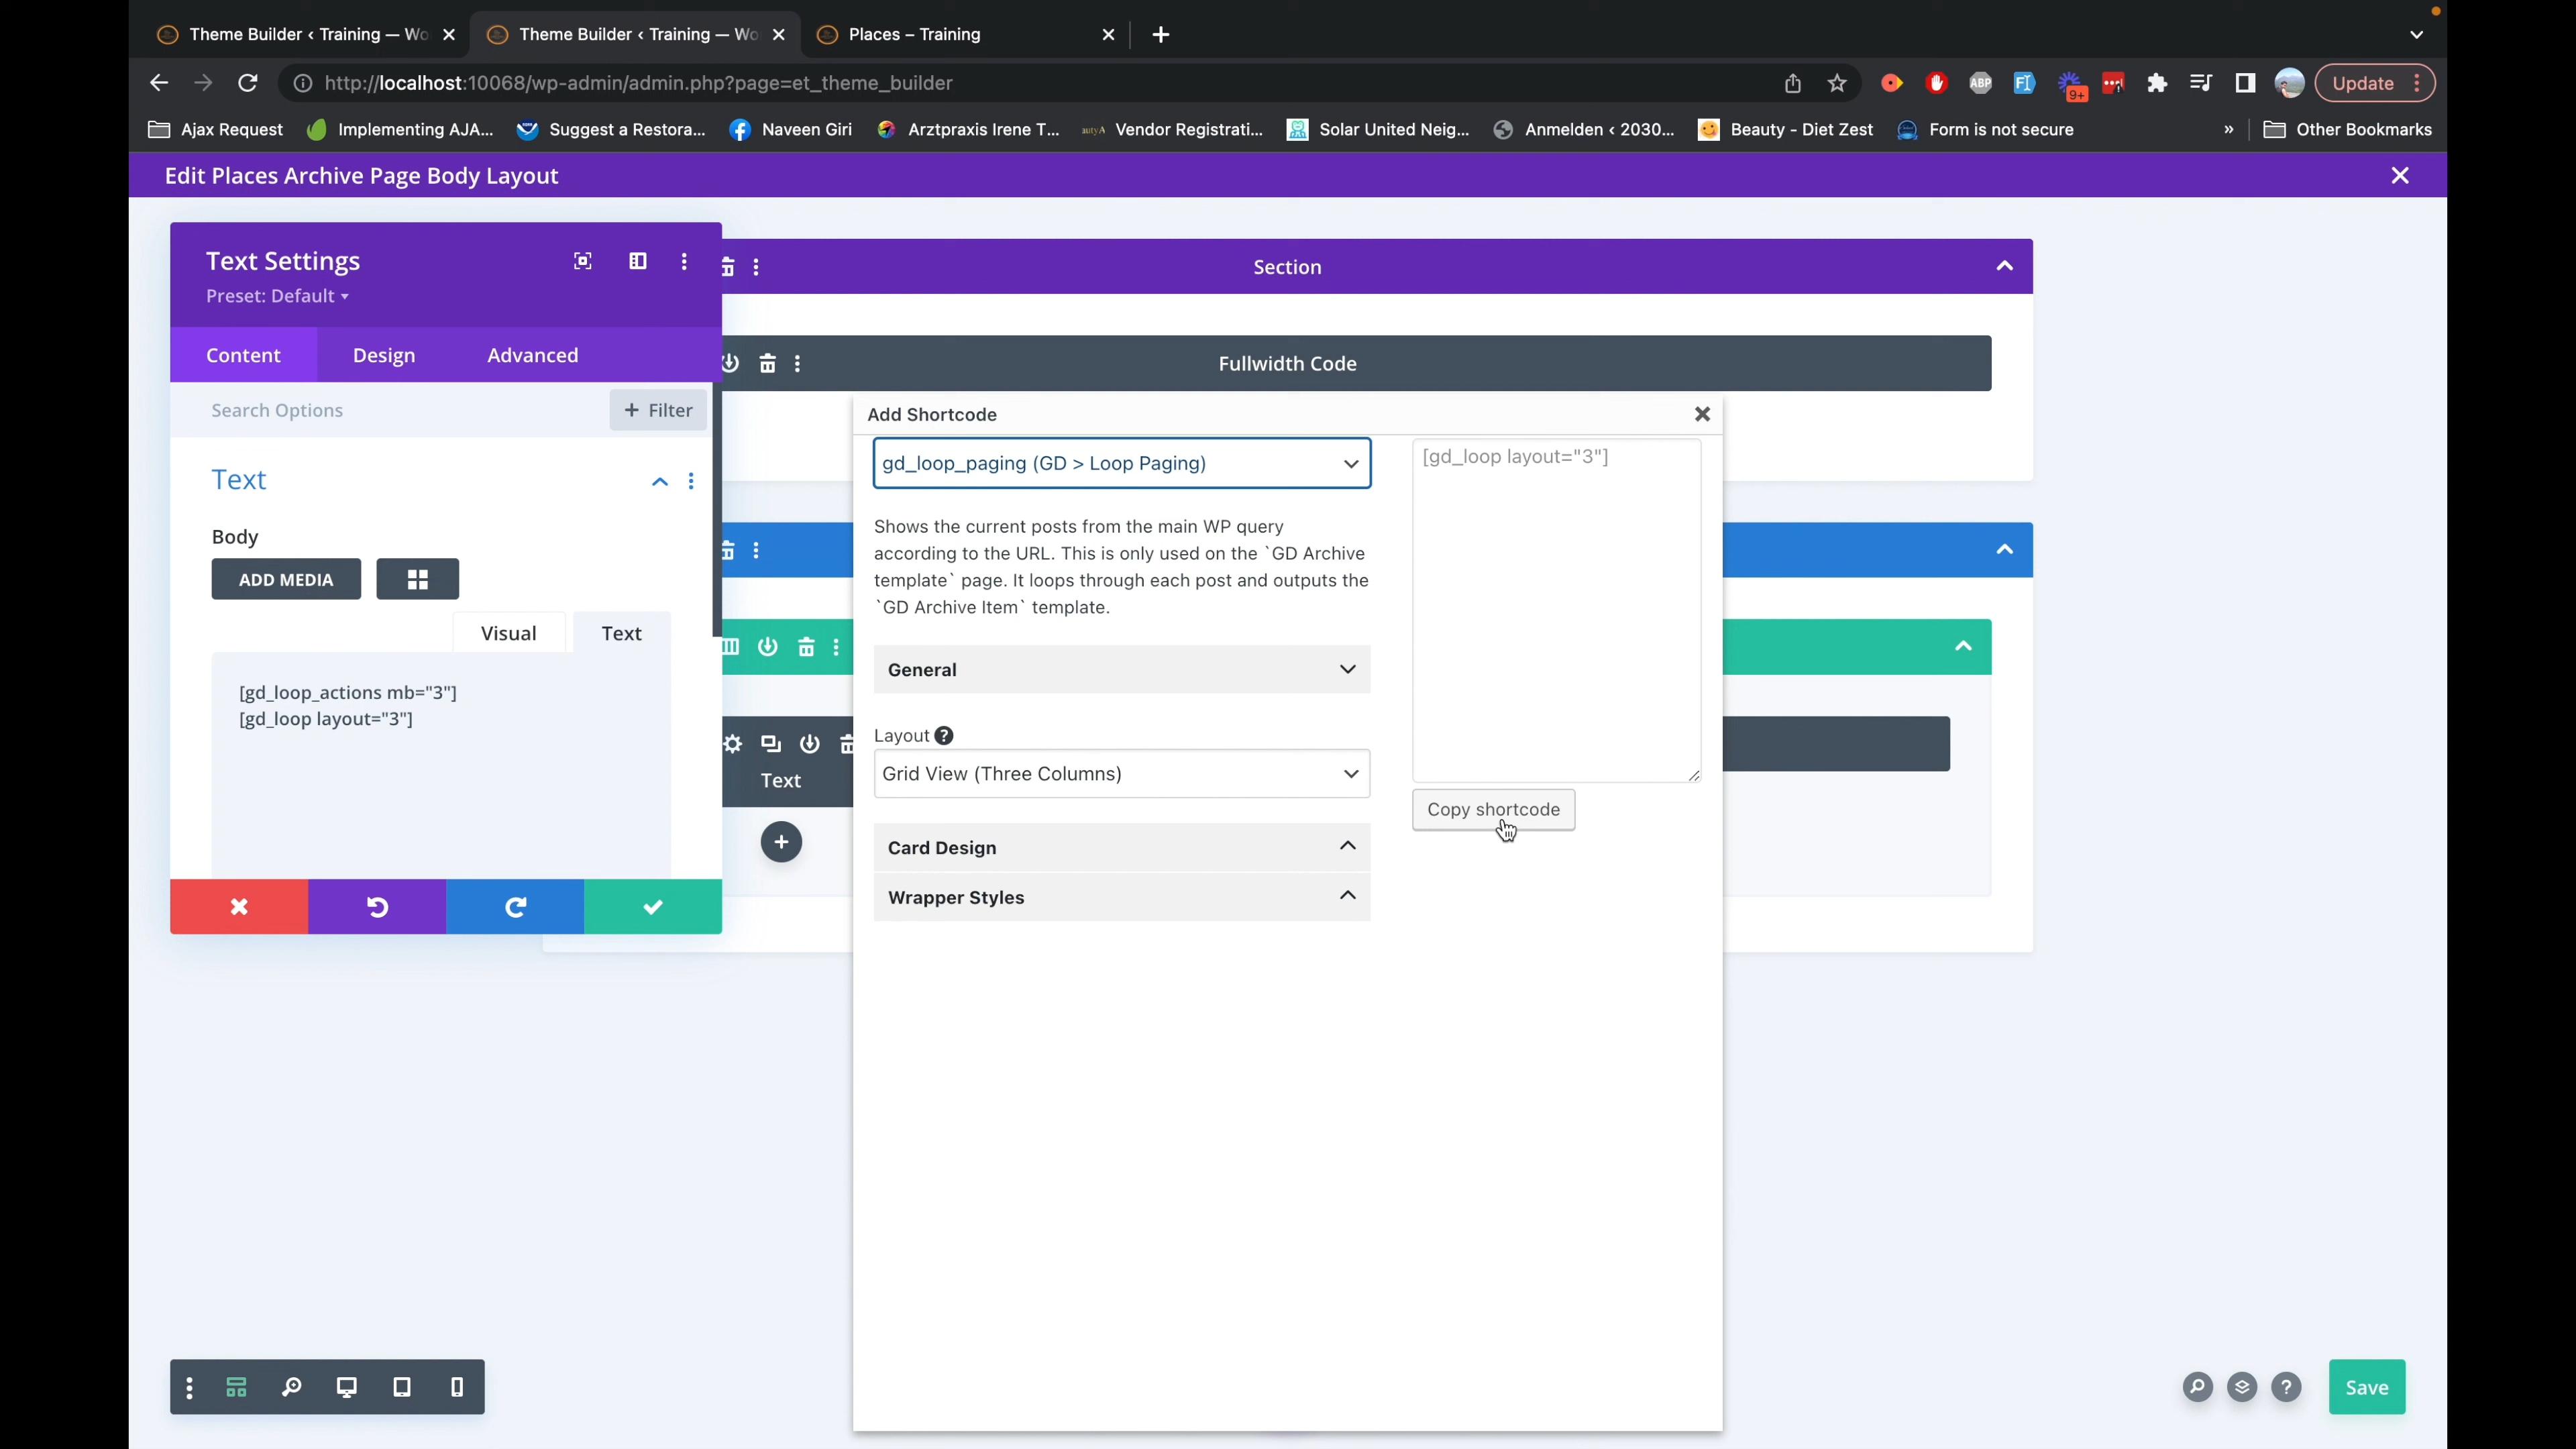 Theme Builder ‹ Training — Wo
Theme Builder ‹ Training — Wo
Places – Training
http://localhost:10068/wp-admin/admin.php?page=et_theme_builder
ABP
9+
Update
Ajax Request
Implementing AJA...
Suggest a Restora...
Naveen Giri
Arztpraxis Irene T...
Vendor Registrati...
Solar United Neig...
Anmelden ‹ 2030...
Beauty - Diet Zest
Form is not secure
»
Other Bookmarks
Edit Places Archive Page Body Layout
Text Settings
Preset: Default
Content
Design
Advanced
Search Options
+ Filter
Text
Body
ADD MEDIA
Visual
Text
[gd_loop_actions mb="3"]
[gd_loop layout="3"]
Section
Fullwidth Code
Text
Add Shortcode
gd_loop_paging (GD > Loop Paging)
Shows the current posts from the main WP query
according to the URL. This is only used on the `GD Archive
template` page. It loops through each post and outputs the
`GD Archive Item` template.
General
Layout ?
Grid View (Three Columns)
Card Design
Wrapper Styles
[gd_loop layout="3"]
Copy shortcode
?
Save